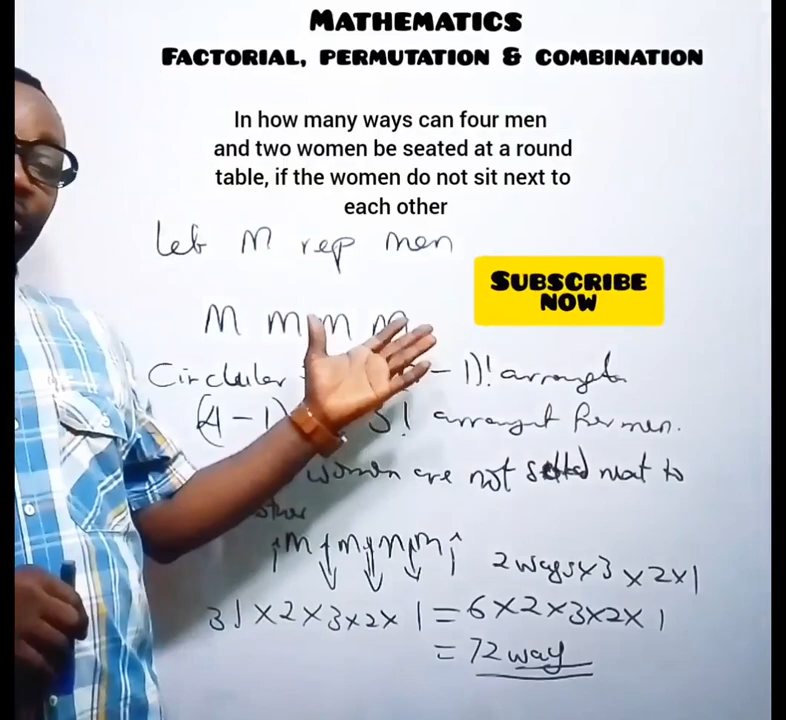 MATHEMATICS
FACTORIAL, PERMUTATION & COMBINATION
In how many ways can four men
and two women be seated at a round
table, if the women do not sit next to
each other
Let M rep men
SUBSCRIBE
NOW
M M M M
Circular - 1)!
(4-1) 3! men.
women are not next to
M M M M 2 ways x 3 x 2 x 1
3! x 2 x 3 x 2 x 1 = 6 x 2 x 3 x 2 x 1
= 72 way